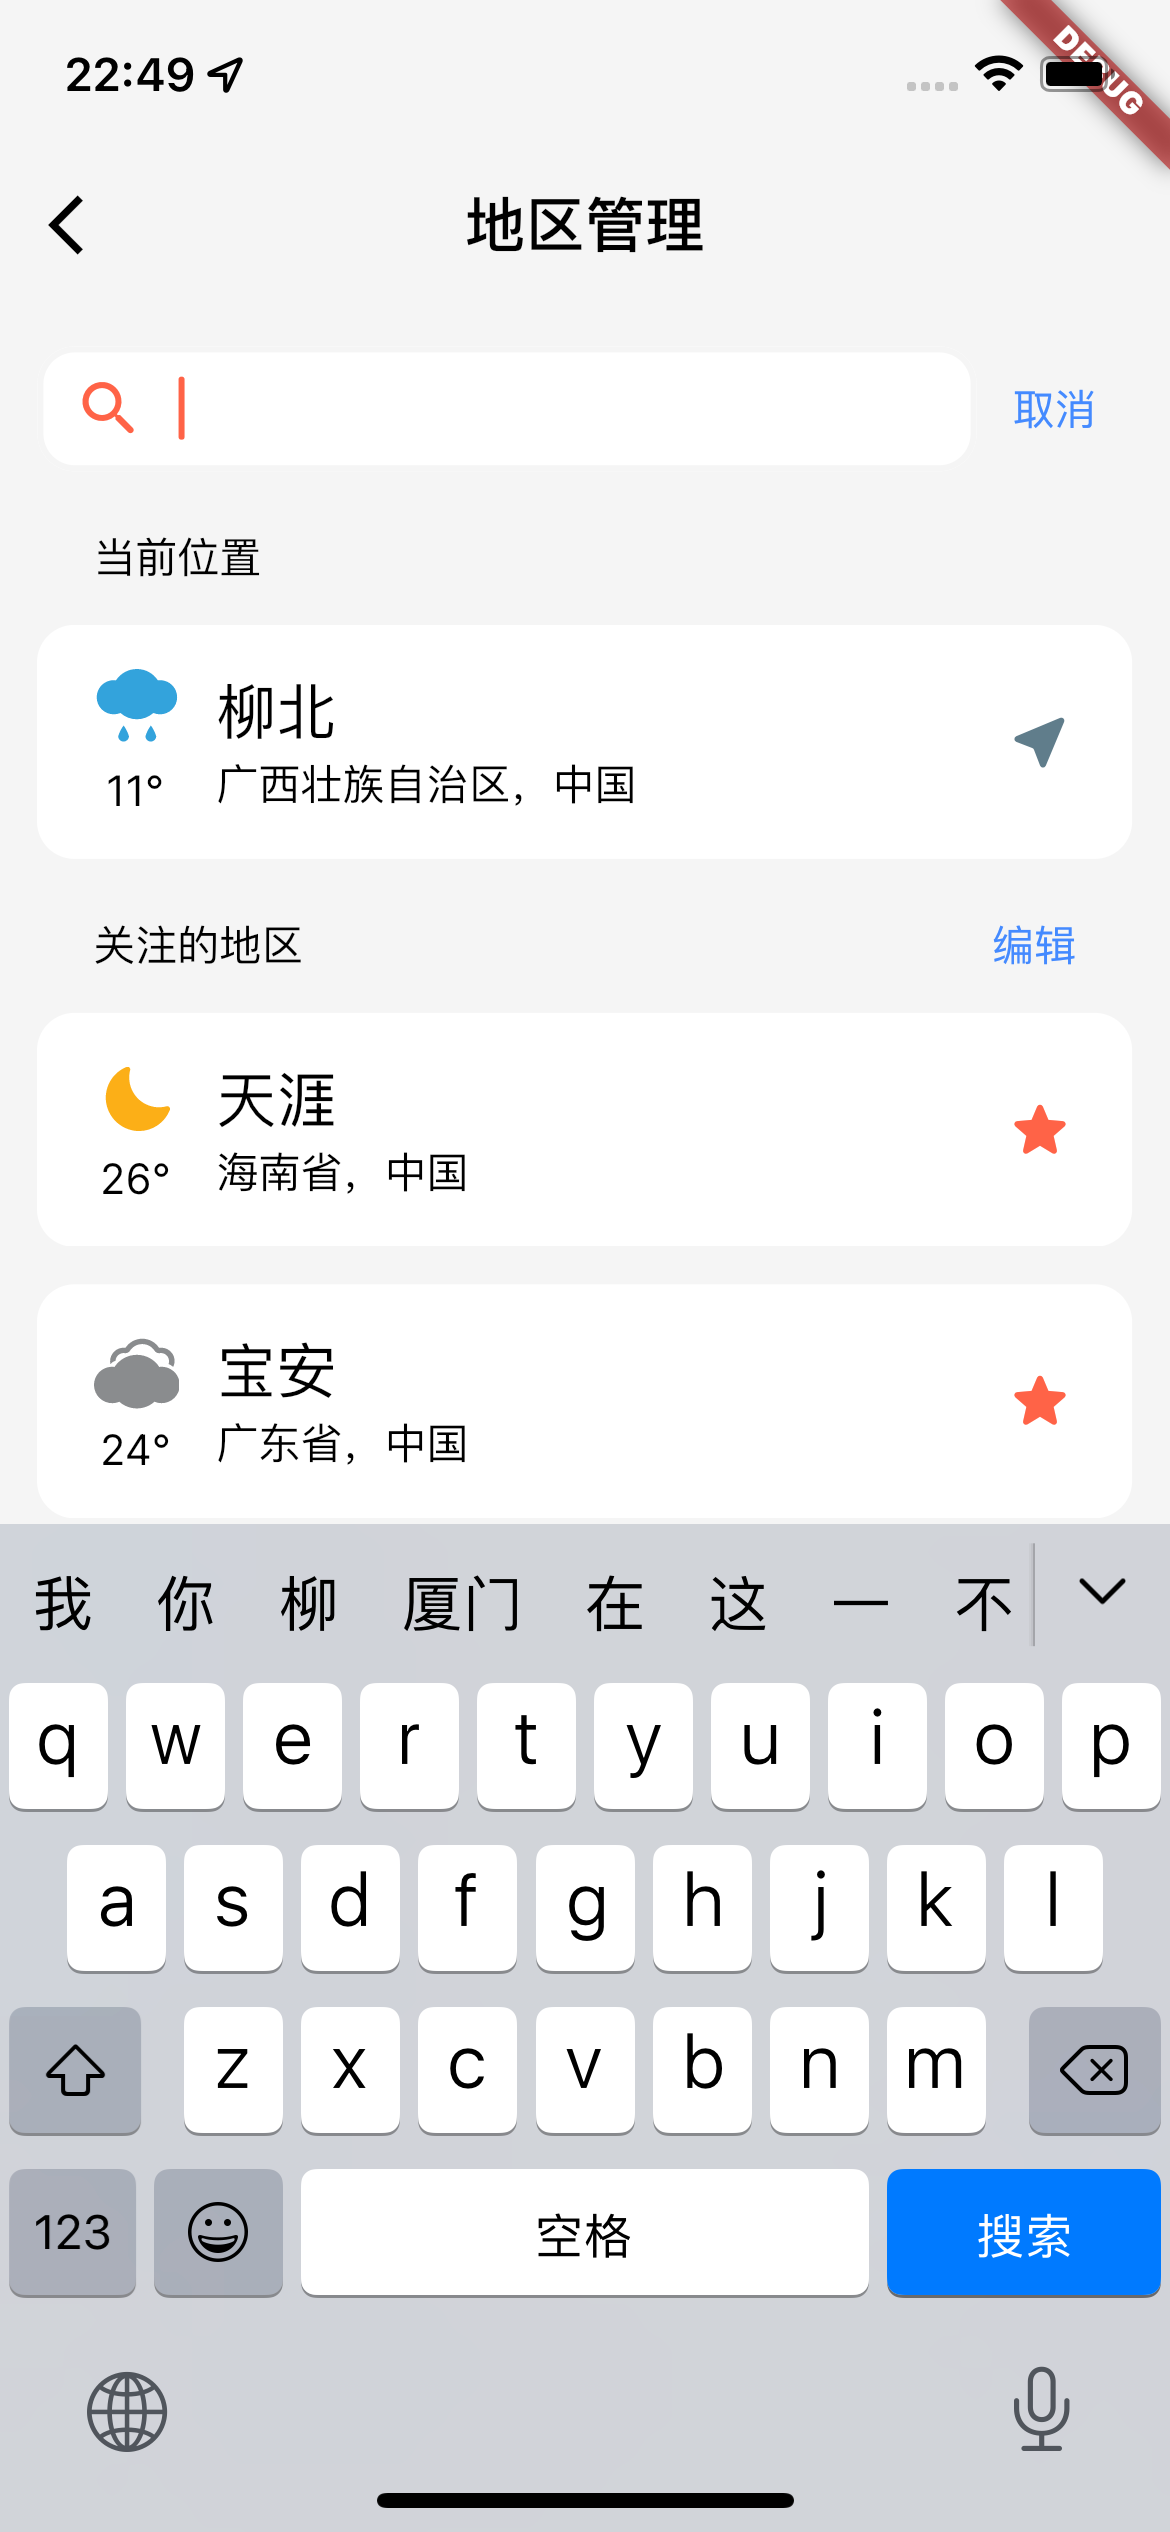 22:49
DEBUG
地区管理
取消
当前位置
柳北
11°
广西壮族自治区，中国
关注的地区
编辑
天涯
26°
海南省，中国
宝安
24°
广东省，中国
我 你 柳 厦门 在 这 一 不
q w e r t y u i o p
a s d f g h j k l
z x c v b n m
123 空格 搜索